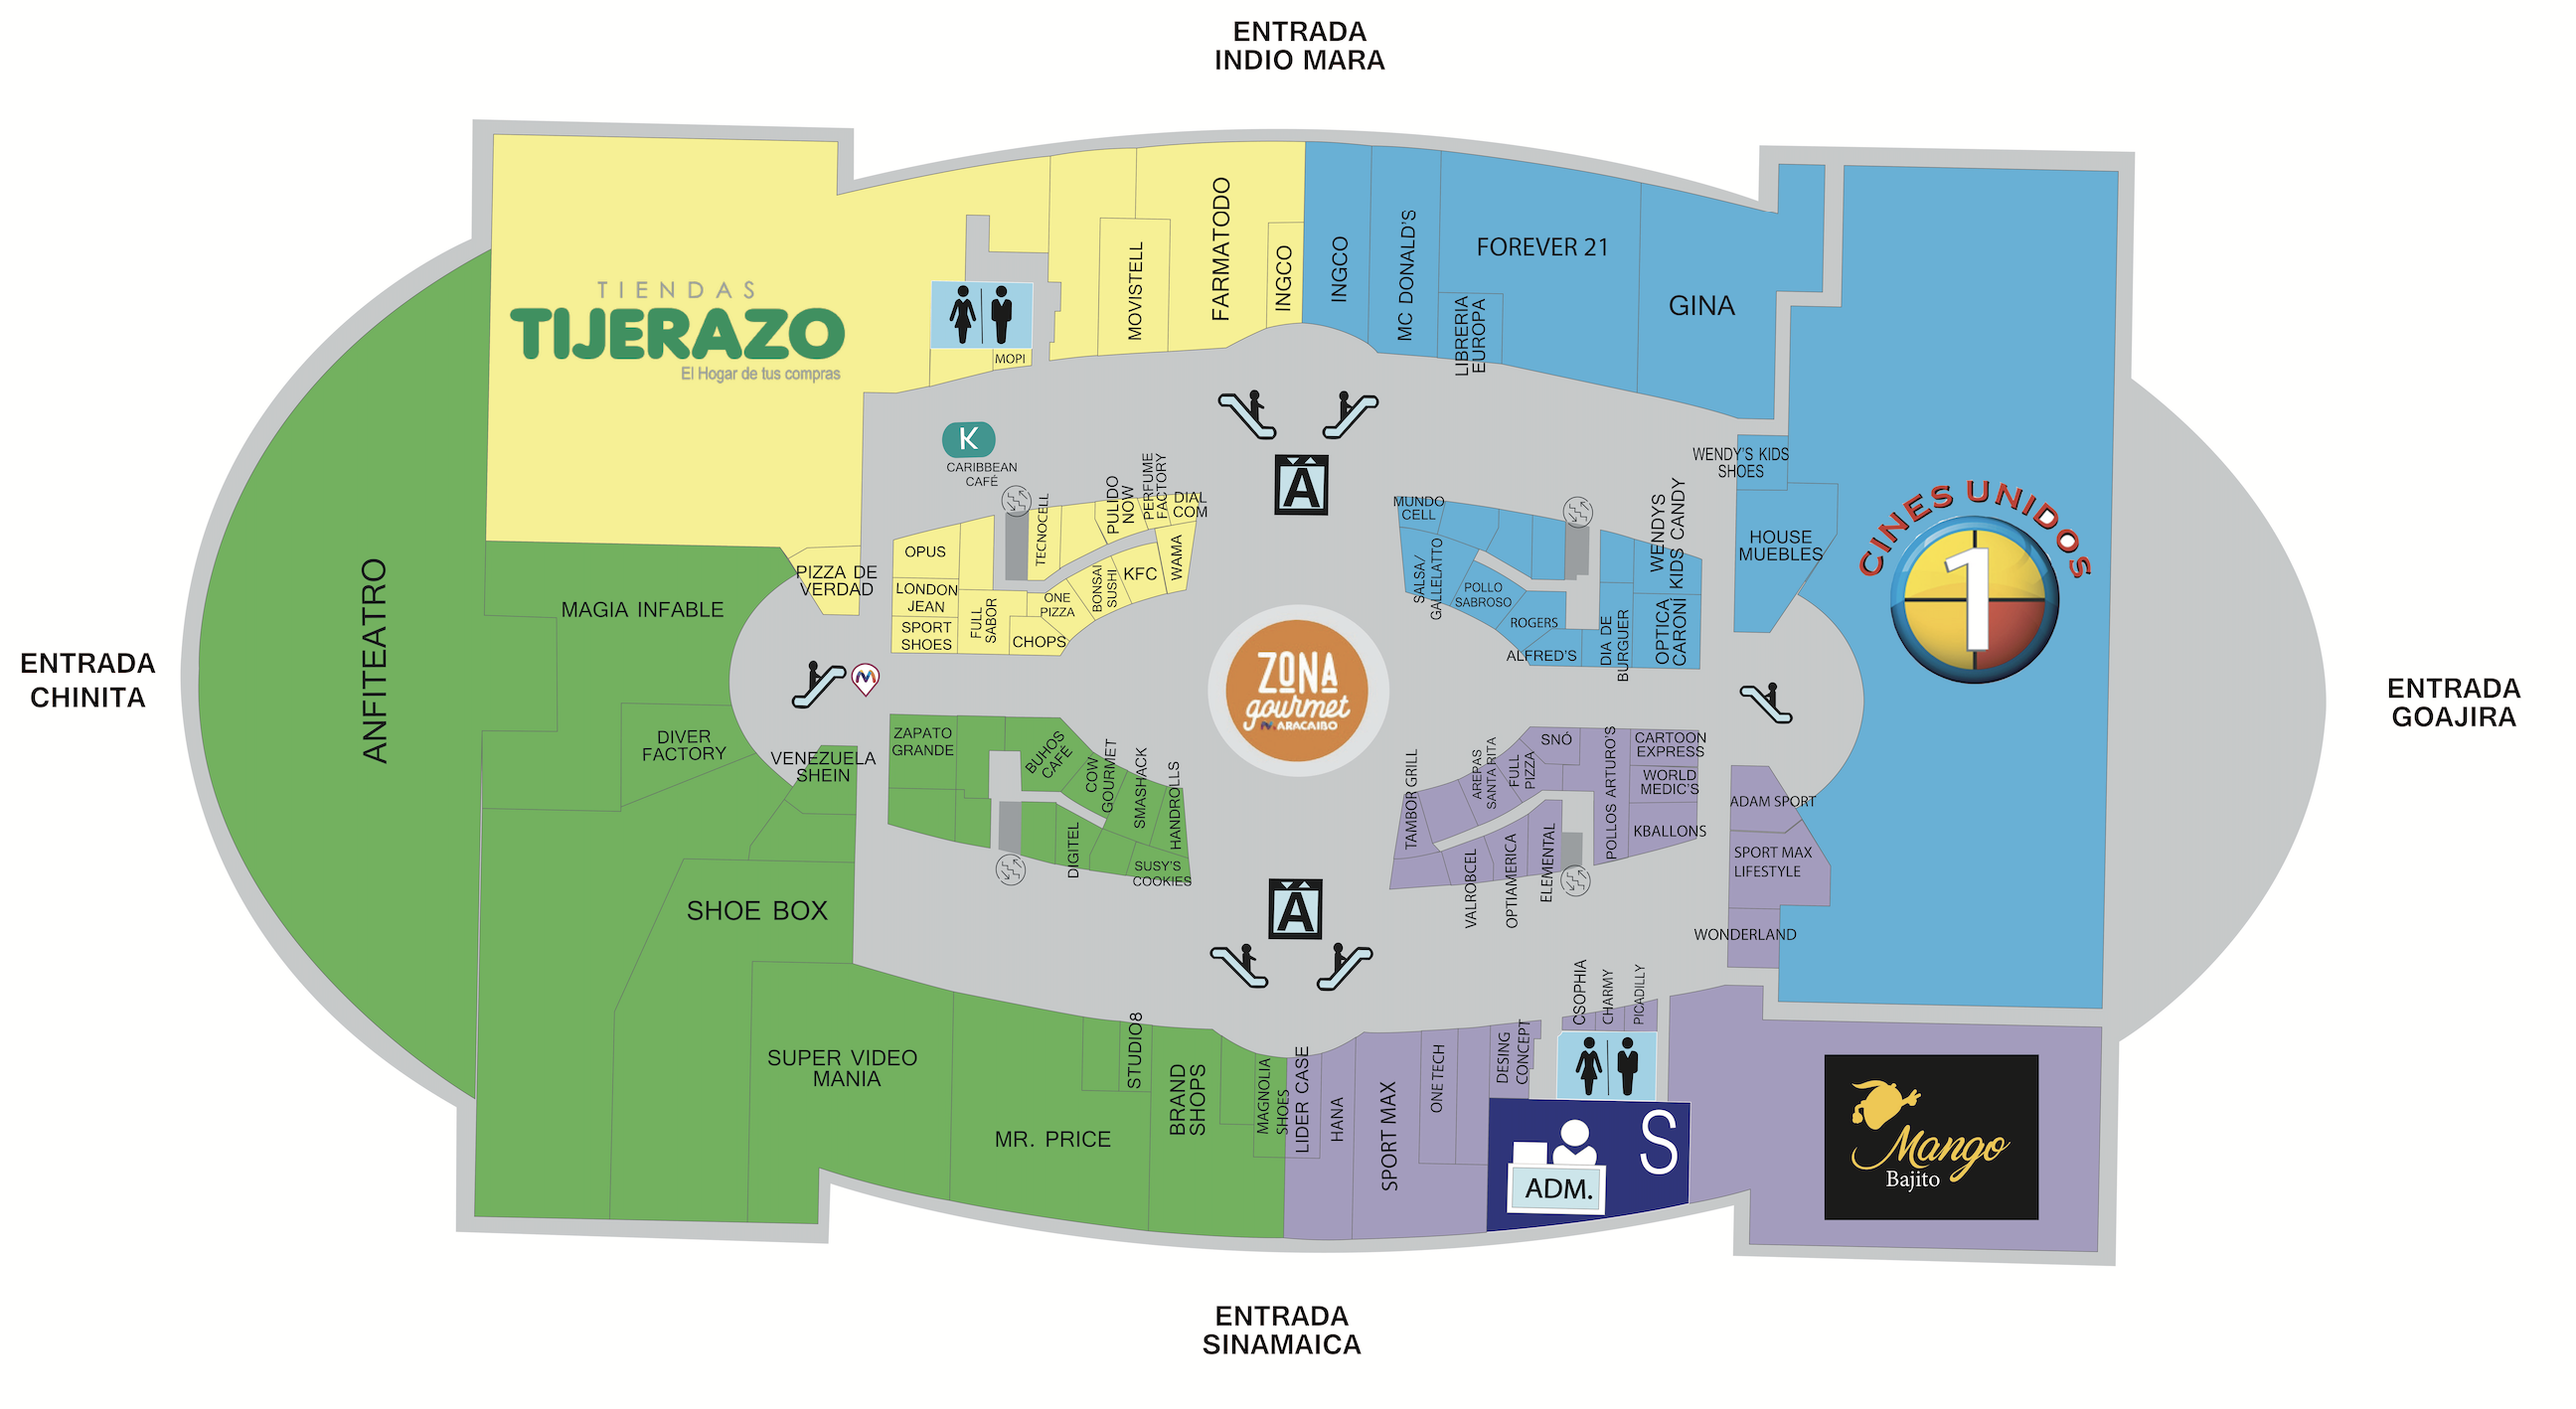 ENTRADA
INDIO MARA
TIENDAS
TIJERAZO
El Hogar de tus compras
MOPI
MOVISTELL
FARMATODO
INGCO
INGCO
MC DONALD'S
FOREVER 21
LIBRERIA
EUROPA
GINA
K
CARIBBEAN
CAFÉ
A
WENDY'S KIDS
SHOES
HOUSE
MUEBLES
CINES UNIDOS
1
OPUS
LONDON
JEAN
SPORT
SHOES
TECNOCELL
PULIDO
NOW
PERFUME
FACTORY
DIAL
COM
WAMA
KFC
BONSAI
SUSHI
ONE
PIZZA
FULL
SABOR
CHOPS
MUNDO
CELL
SALSA/
GALLELATTO
POLLO
SABROSO
ROGERS
ALFRED'S
DIA DE
BURGUER
WENDYS
KIDS CANDY
OPTICA
CARONÍ
PIZZA DE
VERDAD
ANFITEATRO
MAGIA INFABLE
ENTRADA
CHINITA
M
ZONA
gourmet
MARACAIBO
ENTRADA
GOAJIRA
DIVER
FACTORY
VENEZUELA
SHEIN
ZAPATO
GRANDE
BUHOS
CAFE
COW
GOURMET
SMASHACK
HANDROLLS
DIGITEL
SUSY'S
COOKIES
TAMBOR GRILL
AREPAS
SANTA RITA
FULL
PIZZA
SNÓ
POLLOS ARTURO'S
CARTOON
EXPRESS
WORLD
MEDIC'S
KBALLONS
VALROBCEL
OPTIAMERICA
ELEMENTAL
ADAM SPORT
SPORT MAX
LIFESTYLE
WONDERLAND
SHOE BOX
A
SUPER VIDEO
MANIA
MR. PRICE
STUDIO8
BRAND
SHOPS
MAGNOLIA
SHOES
LIDER CASE
HANA
SPORT MAX
ONE TECH
DESING
CONCEPT
CSOPHIA
CHARMY
PICADILLY
S
ADM.
Mango
Bajito
ENTRADA
SINAMAICA